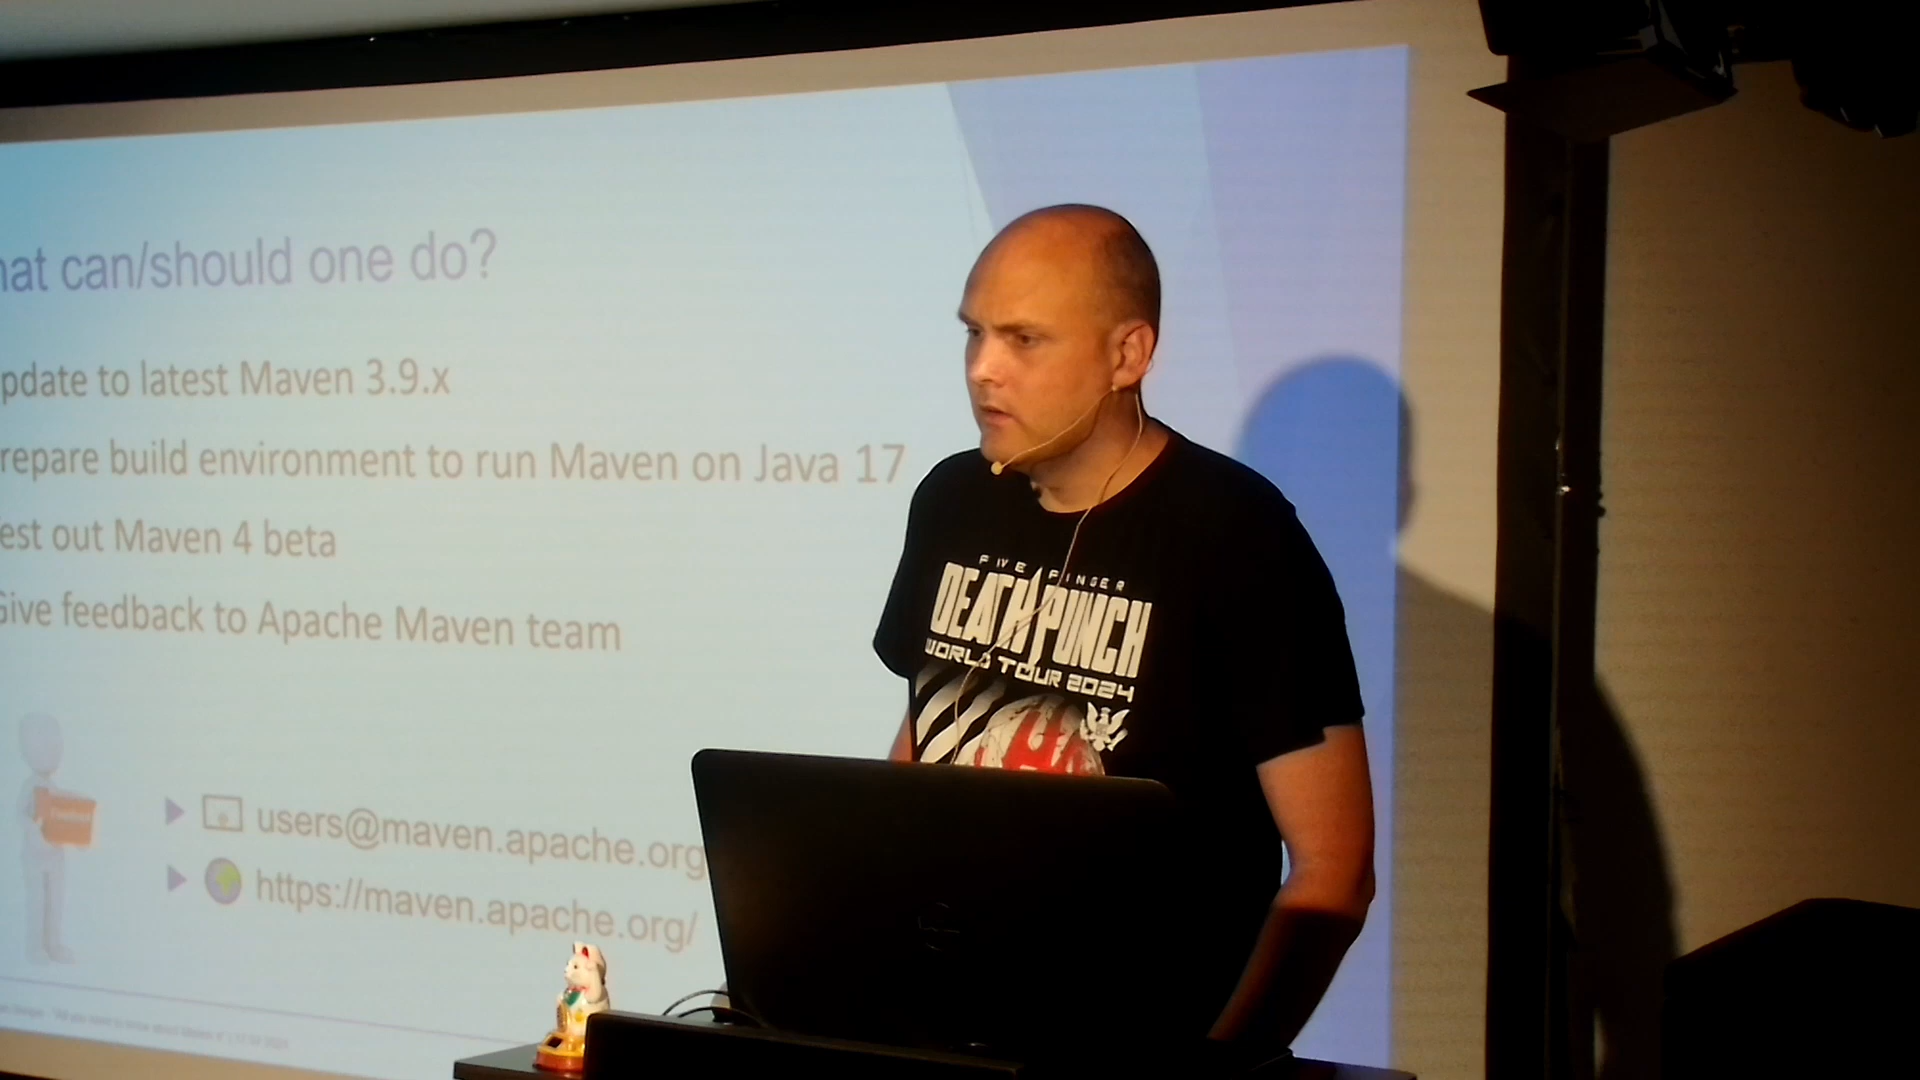 hat can/should one do?
pdate to latest Maven 3.9.x
repare build environment to run Maven on Java 17
est out Maven 4 beta
Give feedback to Apache Maven team
users@maven.apache.org
https://maven.apache.org/
FIVE FINGER
DEATH PUNCH
WORLD TOUR 2024